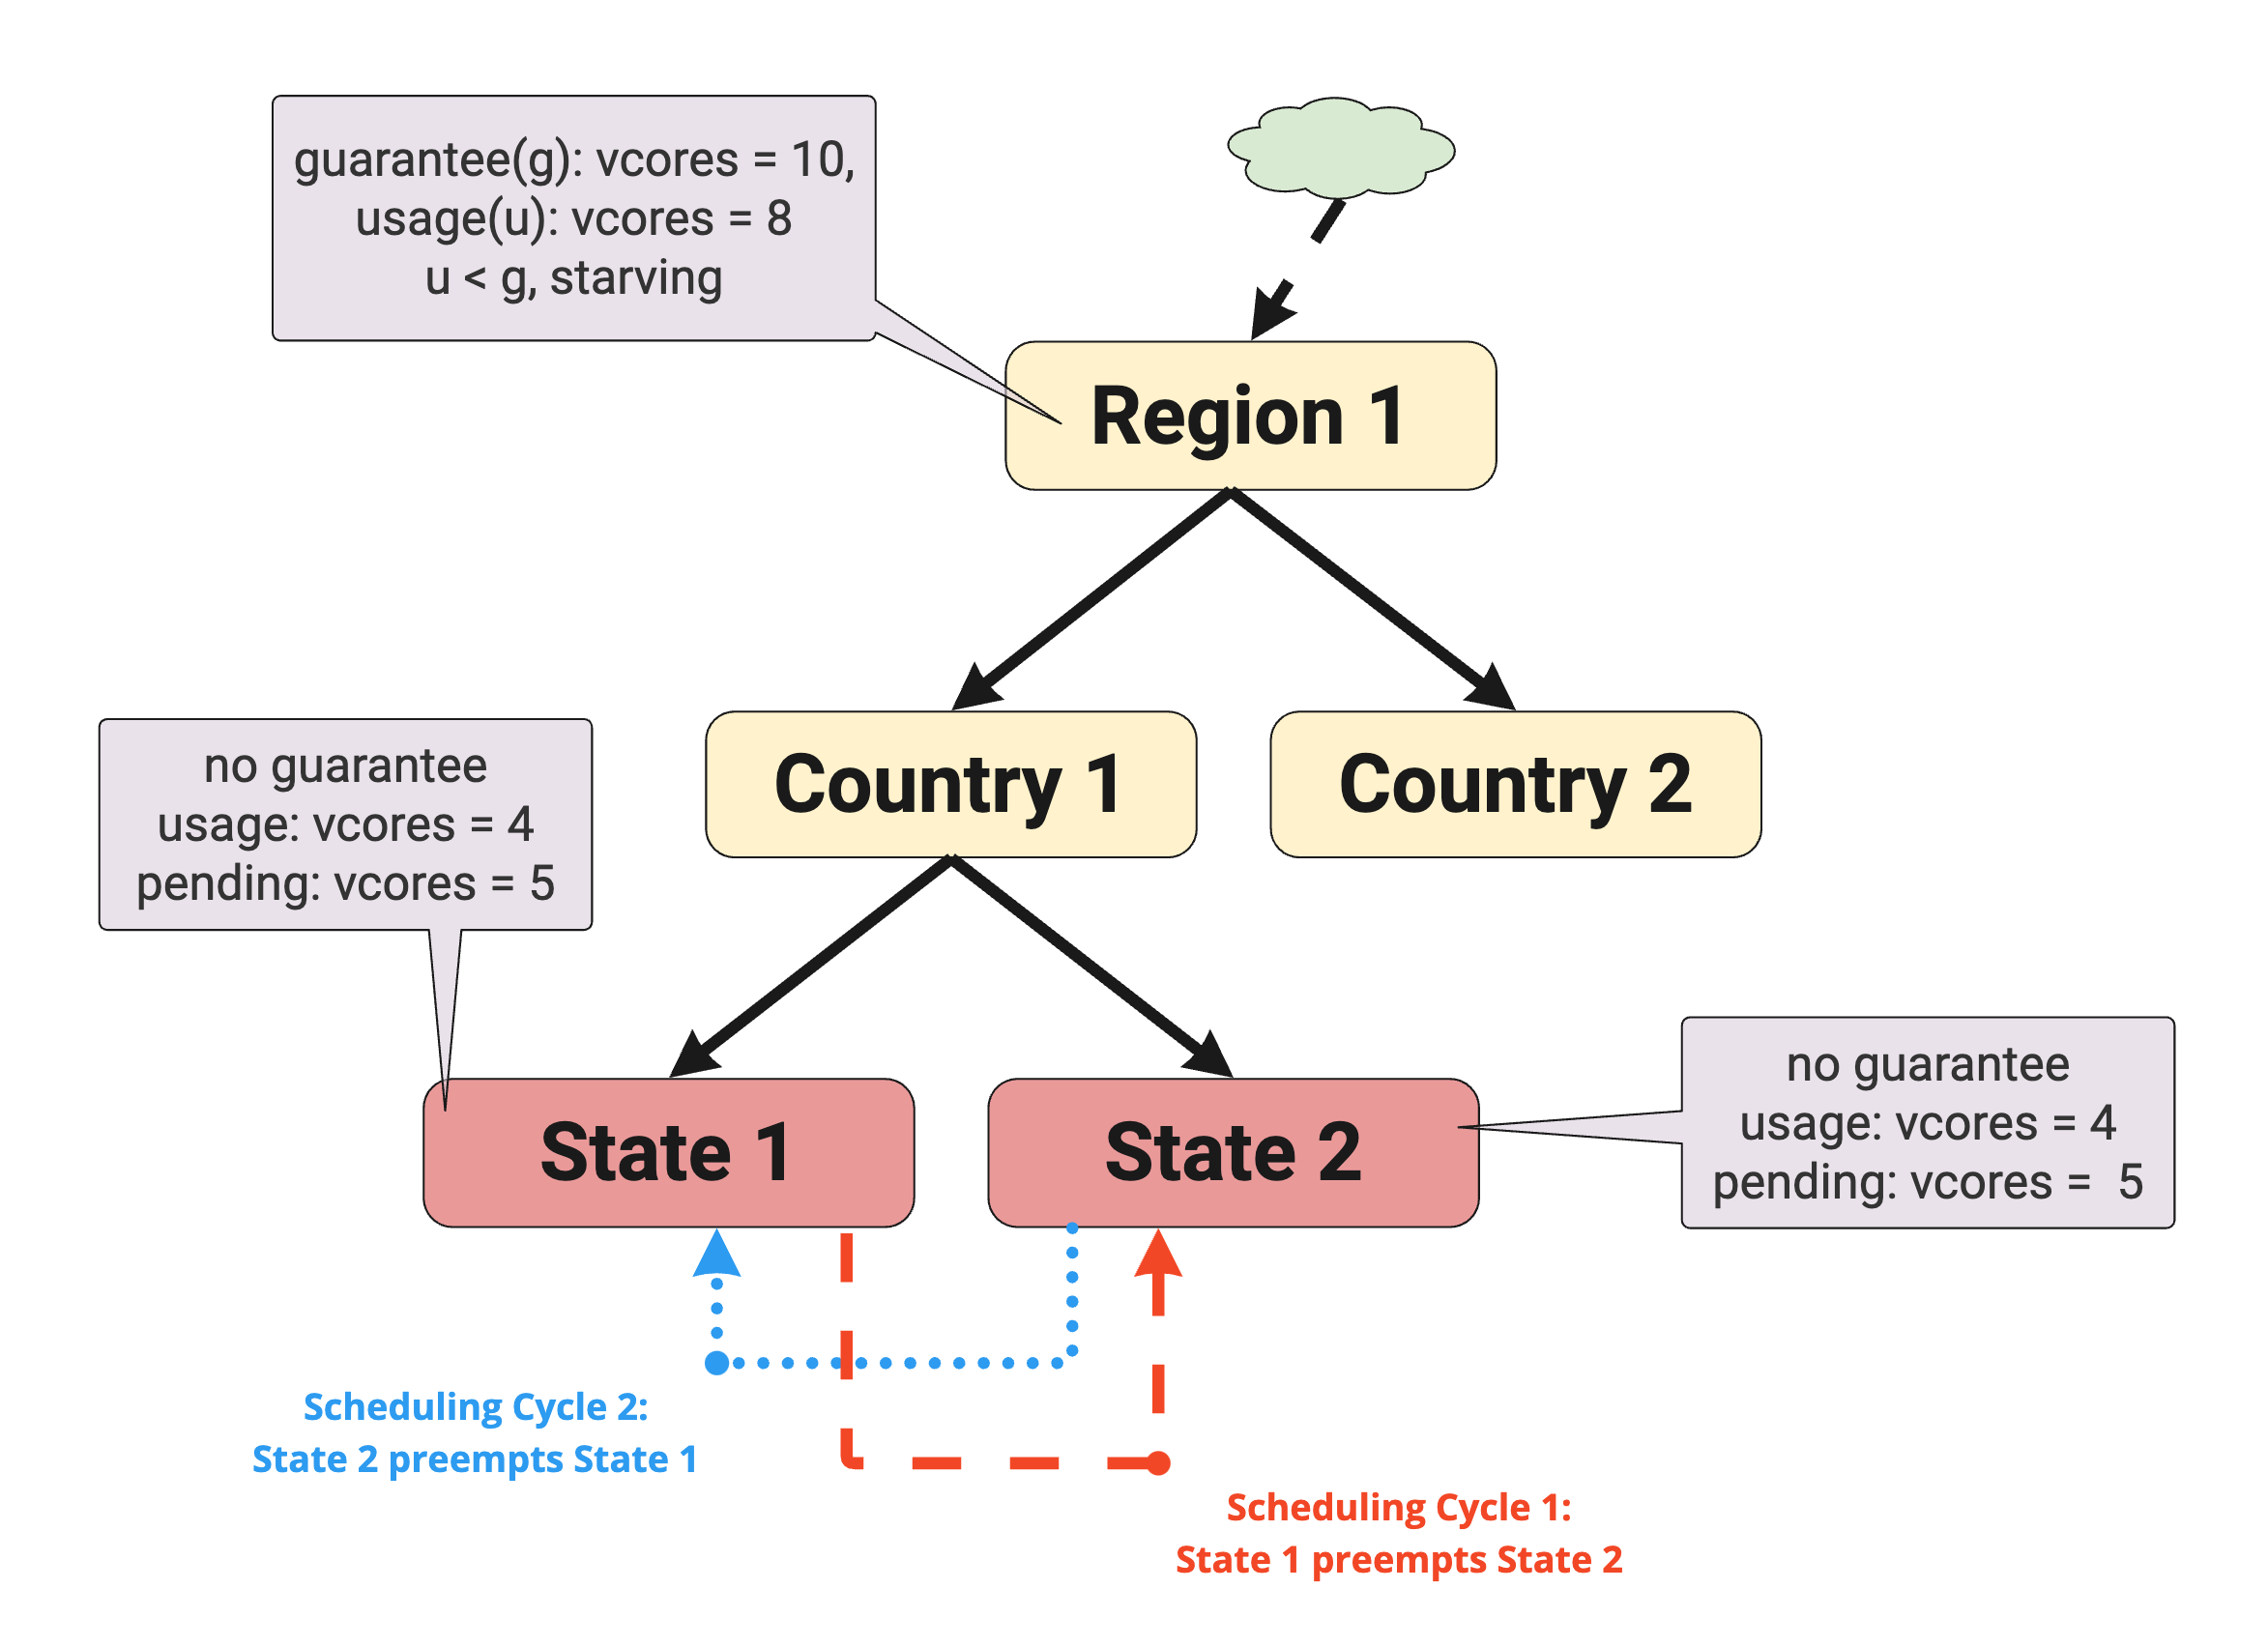 guarantee(g): vcores = 10,
usage(u): vcores = 8
u < g, starving
Region 1
Country 1
Country 2
no guarantee
usage: vcores = 4
pending: vcores = 5
State 1
State 2
no guarantee
usage: vcores = 4
pending: vcores =  5
Scheduling Cycle 2:
State 2 preempts State 1
Scheduling Cycle 1:
State 1 preempts State 2